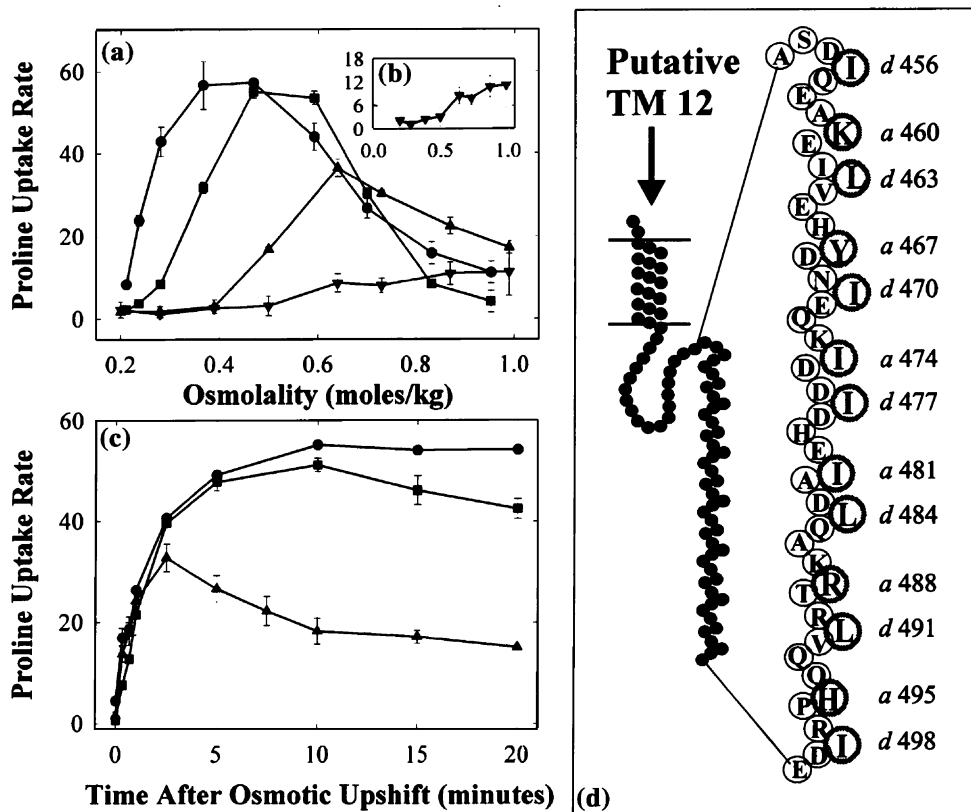 (a)
Proline Uptake Rate
60
40
20
0
0.2 0.4 0.6 0.8 1.0
Osmolality (moles/kg)
(b)
18
12
6
0
0.0 0.5 1.0
(c)
Proline Uptake Rate
60
40
20
0
0 5 10 15 20
Time After Osmotic Upshift (minutes)
(d)
Putative
TM 12
A S D
I d 456
Q
E
A
K a 460
E
I
L d 463
V
E
H
Y a 467
D
N
I d 470
E
Q
K
I a 474
D
D
I d 477
D
H
E
I a 481
A
D
L d 484
Q
A
K
R a 488
T
R
L d 491
V
Q
Q
H a 495
P
R
I d 498
D
E